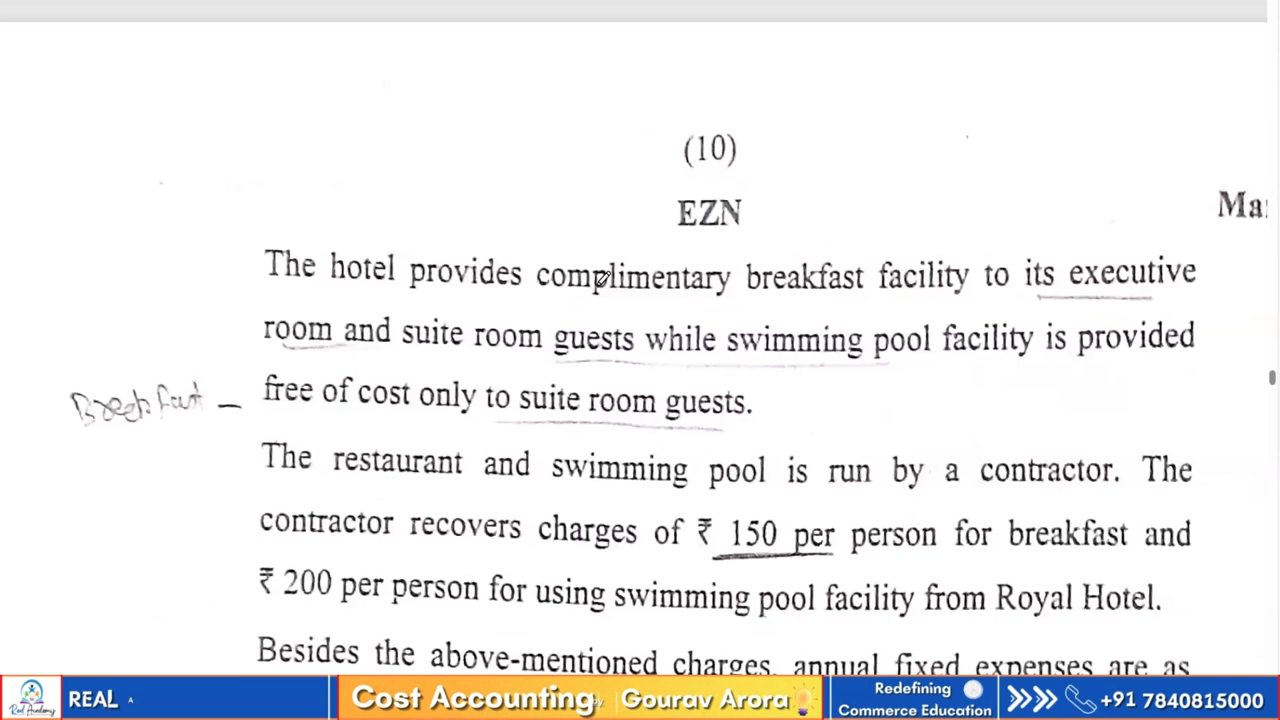 (10)
EZN
Ma
The hotel provides complimentary breakfast facility to its executive
room and suite room guests while swimming pool facility is provided
free of cost only to suite room guests.
Breakfast –
The restaurant and swimming pool is run by a contractor. The
contractor recovers charges of ₹ 150 per person for breakfast and
₹ 200 per person for using swimming pool facility from Royal Hotel.
Besides the above-mentioned charges, annual fixed expenses are as
Real Academy
REAL A
Cost Accounting by Gourav Arora
Redefining
Commerce Education
+91 7840815000